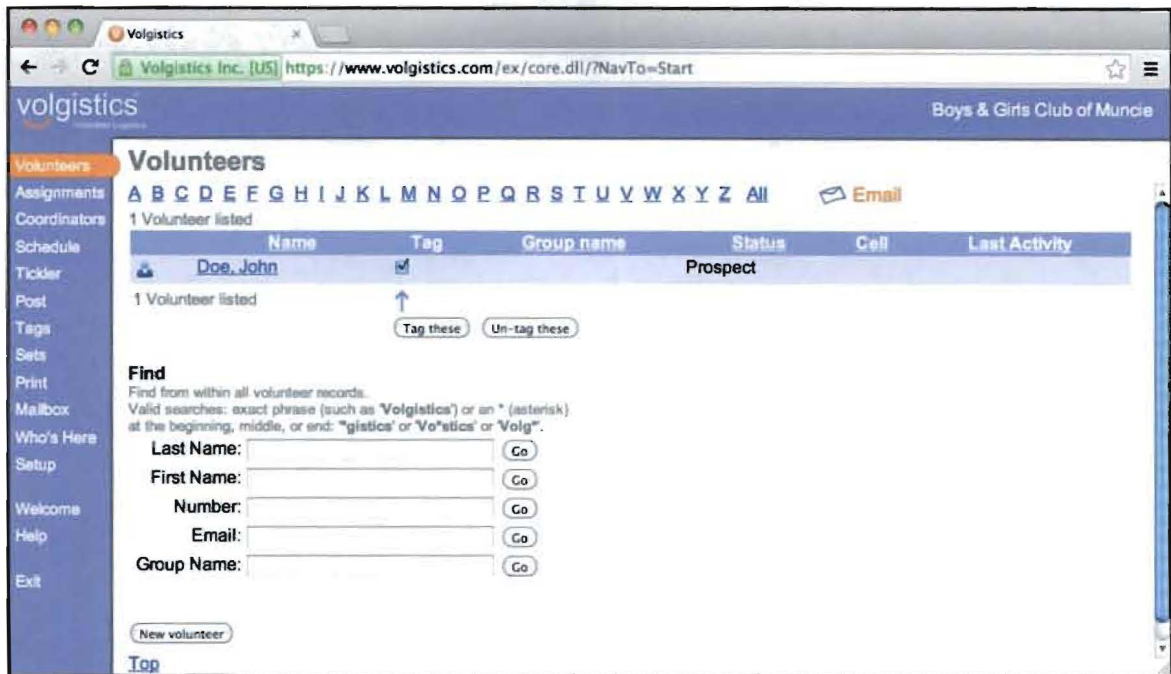 Volgistics
Volgistics Inc. [US] https://www.volgistics.com/ex/core.dll/?NavTo=Start
volgistics
Boys & Girls Club of Muncie
Volunteers
Assignments
Coordinators
Schedule
Tickler
Post
Tags
Sets
Print
Mailbox
Who's Here
Setup
Welcome
Help
Exit
Volunteers
A B C D E F G H I J K L M N O P Q R S T U V W X Y Z All Email
1 Volunteer listed
Name Tag Group name Status Cell Last Activity
Doe, John Prospect
1 Volunteer listed
Tag these Un-tag these
Find
Find from within all volunteer records.
Valid searches: exact phrase (such as 'Volgistics') or an * (asterisk)
at the beginning, middle, or end: '*gistics' or 'Vo*stics' or 'Volg*'.
Last Name: Go
First Name: Go
Number: Go
Email: Go
Group Name: Go
New volunteer
Top